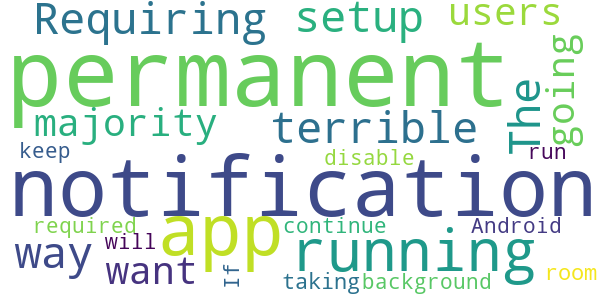 Requiring setup users
permanent The going
majority terrible
keep disable run
notification
required app continue Android
way will want If running
taking background room